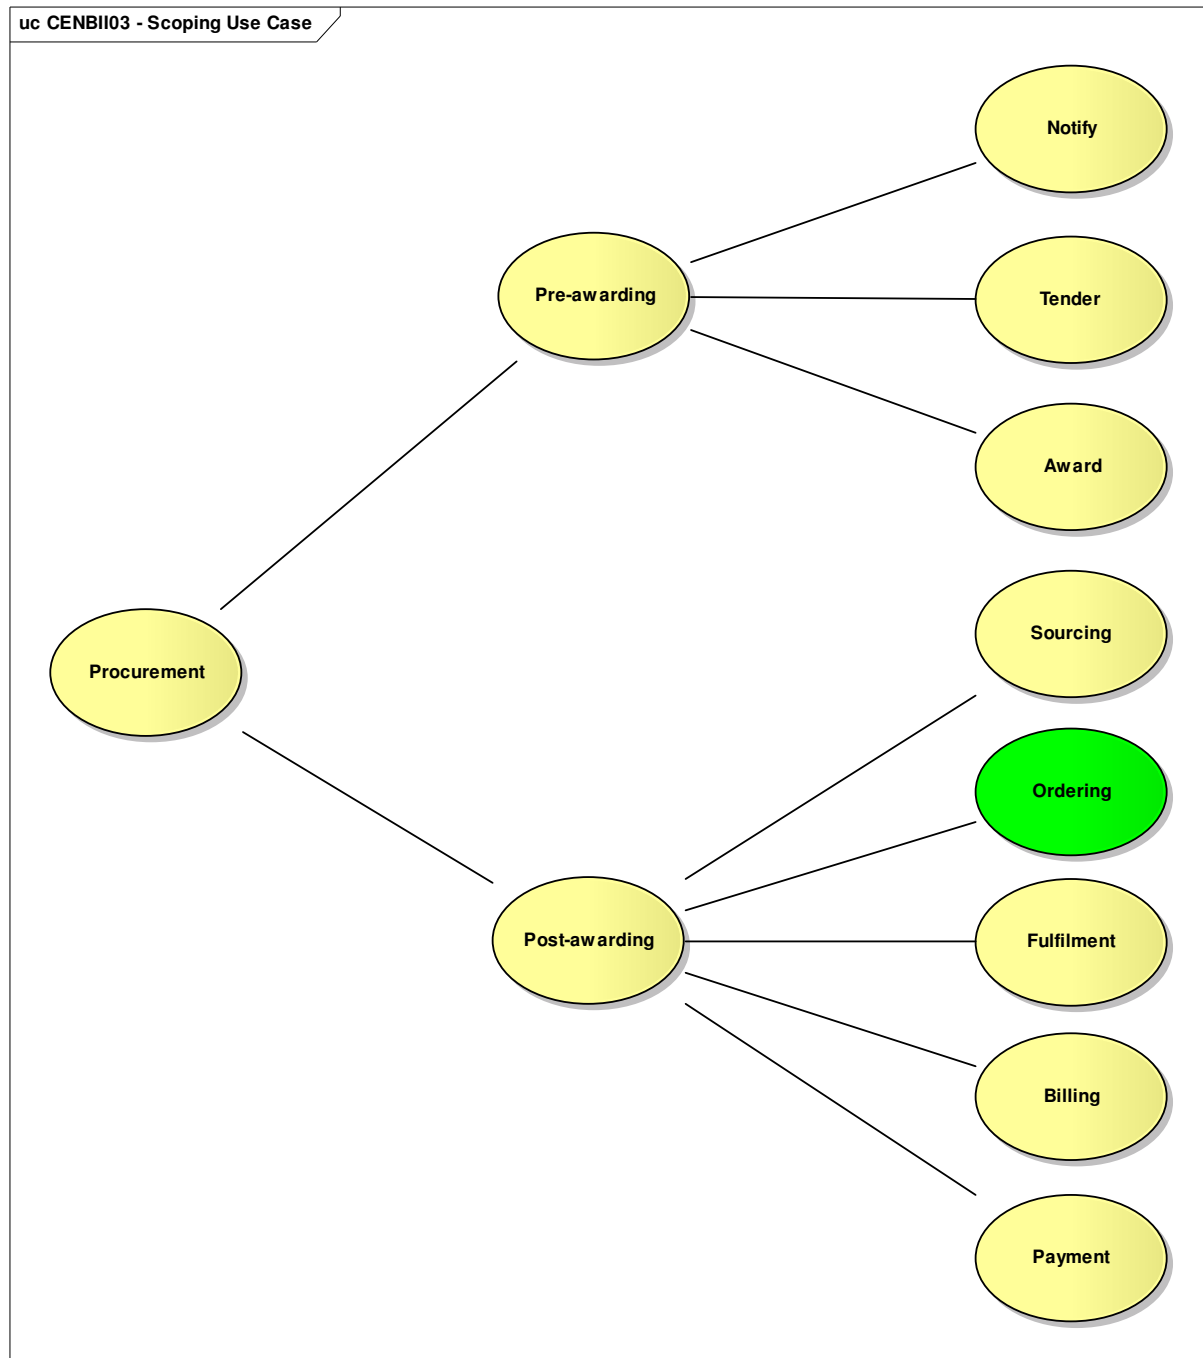 uc CENBII03 - Scoping Use Case
Notify
Pre-awarding
Tender
Award
Sourcing
Procurement
Ordering
Post-awarding
Fulfilment
Billing
Payment